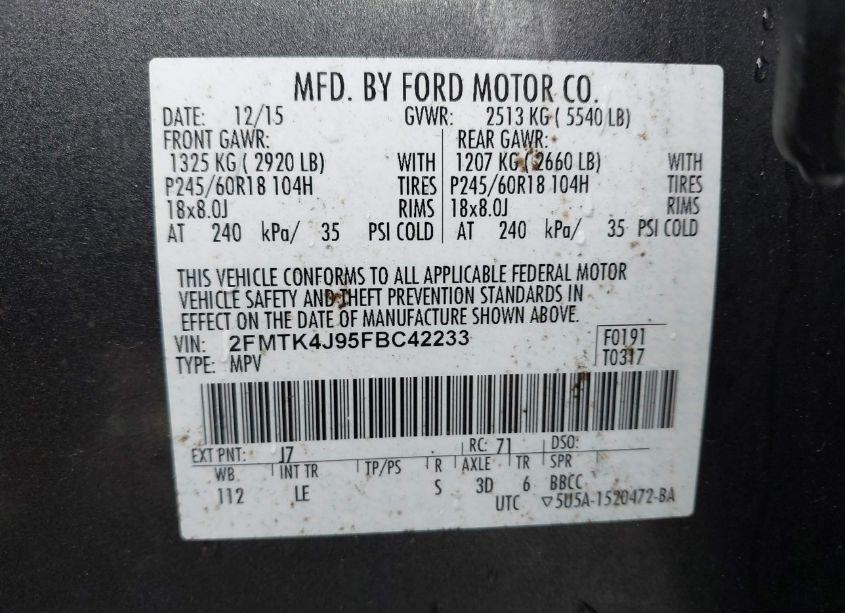 MFD. BY FORD MOTOR CO.
DATE: 12/15 GVWR: 2513 KG ( 5540 LB)
FRONT GAWR: REAR GAWR:
1325 KG ( 2920 LB) WITH 1207 KG ( 2660 LB) WITH
P245/60R18 104H TIRES P245/60R18 104H TIRES
18x8.0J RIMS 18x8.0J RIMS
AT 240 kPa/ 35 PSI COLD AT 240 kPa/ 35 PSI COLD
THIS VEHICLE CONFORMS TO ALL APPLICABLE FEDERAL MOTOR
VEHICLE SAFETY AND THEFT PREVENTION STANDARDS IN
EFFECT ON THE DATE OF MANUFACTURE SHOWN ABOVE.
VIN: 2FMTK4J95FBC42233 F0191
TYPE: MPV T0317
EXT PNT: J7 RC: 71 DSO:
WB INT TR TP/PS R AXLE TR SPR
112 LE S 3D 6 BBCC
UTC ▽5U5A-1520472-BA